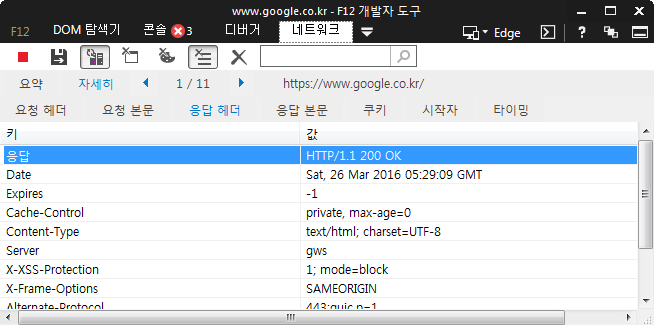 www.google.co.kr - F12 개발자 도구
F12 DOM 탐색기 콘솔 3 디버거 네트워크 Edge
요약 자세히 1 / 11 https://www.google.co.kr/
요청 헤더 요청 본문 응답 헤더 응답 본문 쿠키 시작자 타이밍
키 값
응답 HTTP/1.1 200 OK
Date Sat, 26 Mar 2016 05:29:09 GMT
Expires -1
Cache-Control private, max-age=0
Content-Type text/html; charset=UTF-8
Server gws
X-XSS-Protection 1; mode=block
X-Frame-Options SAMEORIGIN
Alternate-Protocol 443:quic,p=1